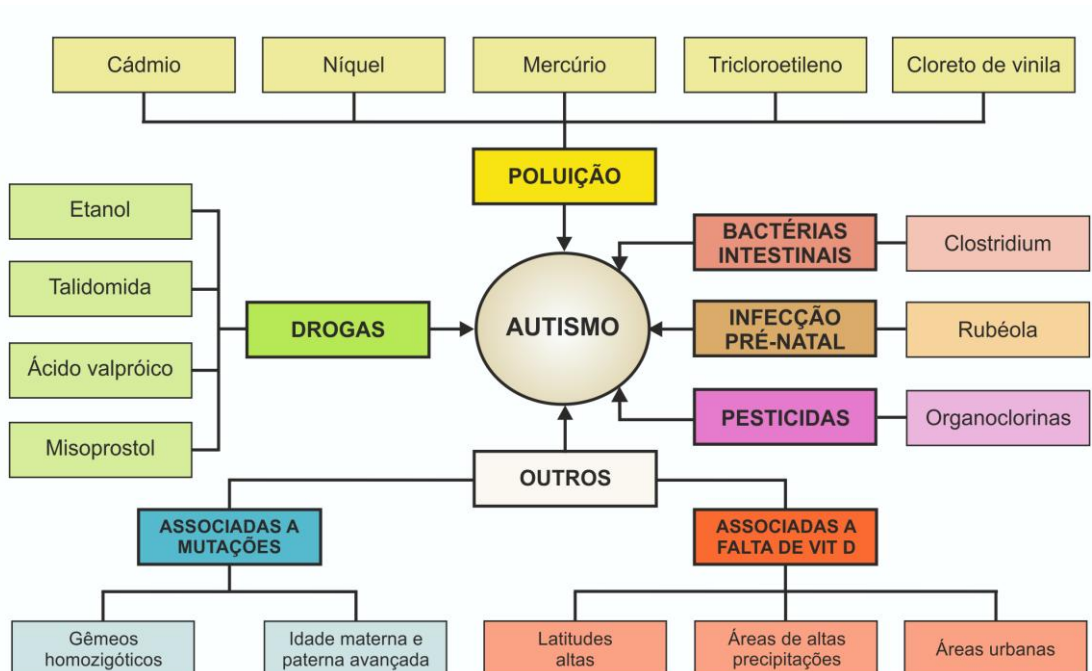 Cádmio
Níquel
Mercúrio
Tricloroetileno
Cloreto de vinila
POLUIÇÃO
Etanol
Talidomida
Ácido valpróico
Misoprostol
DROGAS
AUTISMO
BACTÉRIAS
INTESTINAIS
Clostridium
INFECÇÃO
PRÉ-NATAL
Rubéola
PESTICIDAS
Organoclorinas
OUTROS
ASSOCIADAS A
MUTAÇÕES
ASSOCIADAS A
FALTA DE VIT D
Gêmeos
homozigóticos
Idade materna e
paterna avançada
Latitudes
altas
Áreas de altas
precipitações
Áreas urbanas